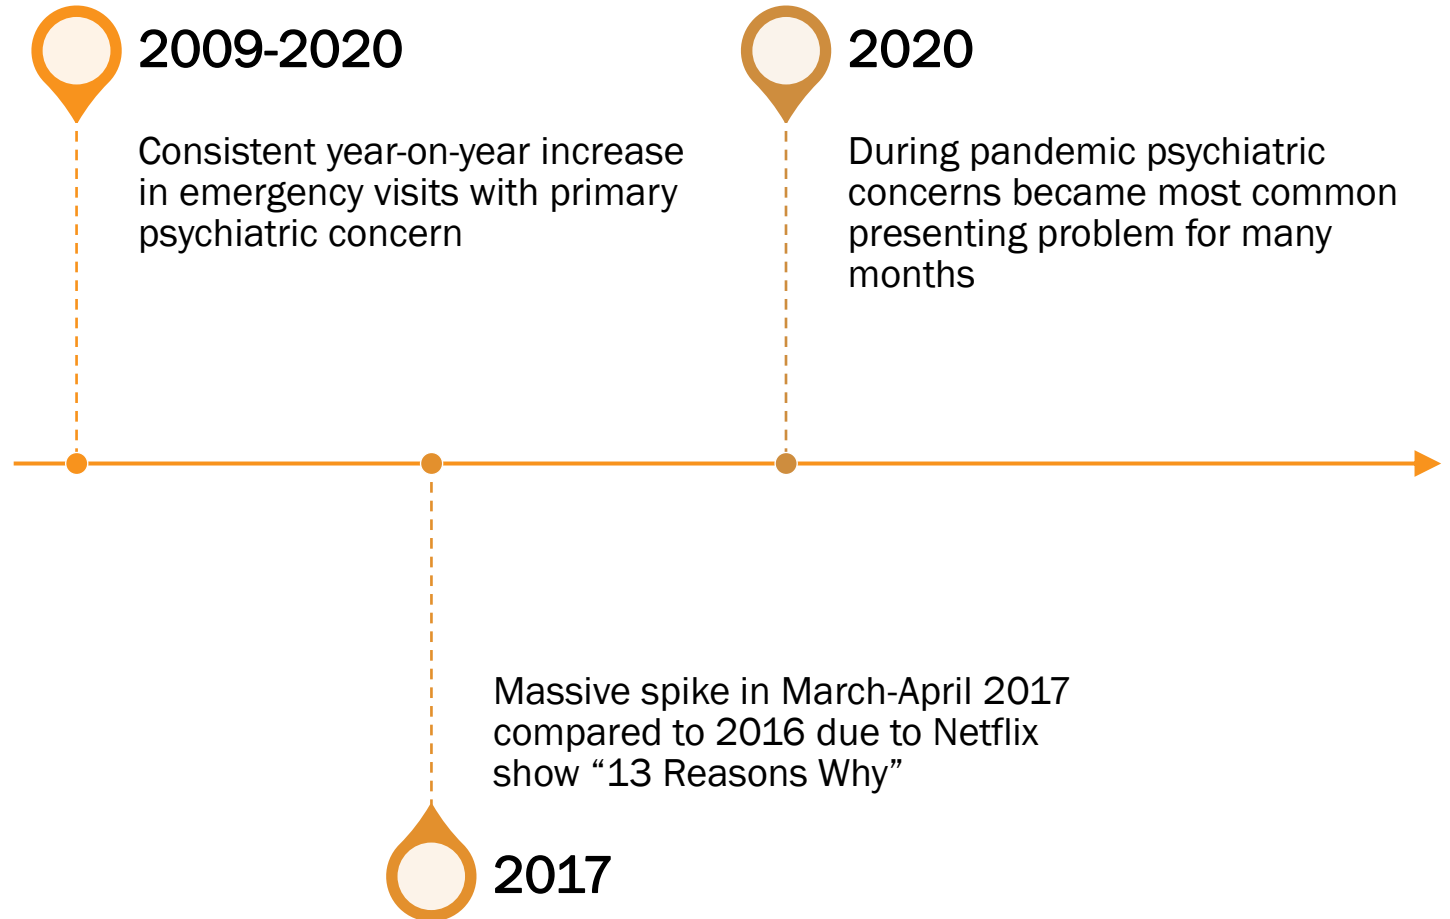 2009-2020
Consistent year-on-year increase
in emergency visits with primary
psychiatric concern
2020
During pandemic psychiatric
concerns became most common
presenting problem for many
months
Massive spike in March-April 2017
compared to 2016 due to Netflix
show “13 Reasons Why”
2017